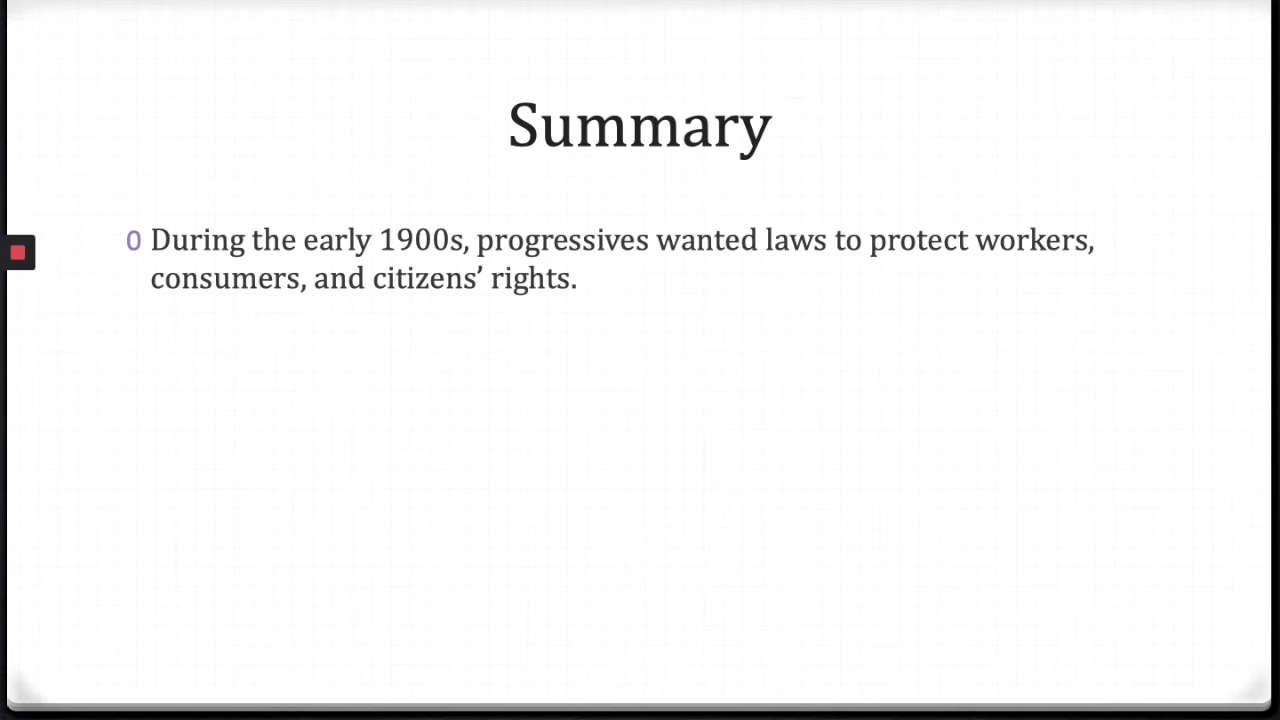 Summary
0 During the early 1900s, progressives wanted laws to protect workers,
consumers, and citizens’ rights.